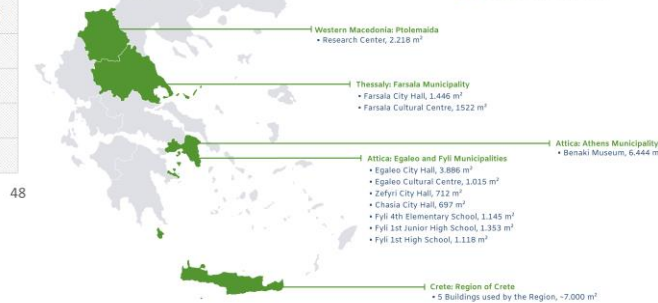 Western Macedonia: Ptolemaida
• Research Center, 2.218 m²
Thessaly: Farsala Municipality
• Farsala City Hall, 1.446 m²
• Farsala Cultural Centre, 1522 m²
Attica: Athens Municipality
• Benaki Museum, 6.444 m
Attica: Egaleo and Fyli Municipalities
• Egaleo City Hall, 3.886 m²
• Egaleo Cultural Centre, 1.015 m²
• Zefyri City Hall, 712 m²
• Chasia City Hall, 697 m²
• Fyli 4th Elementary School, 1.145 m²
• Fyli 1st Junior High School, 1.353 m²
• Fyli 1st High School, 1.118 m²
48
Crete: Region of Crete
• 5 Buildings used by the Region, ~7.000 m²